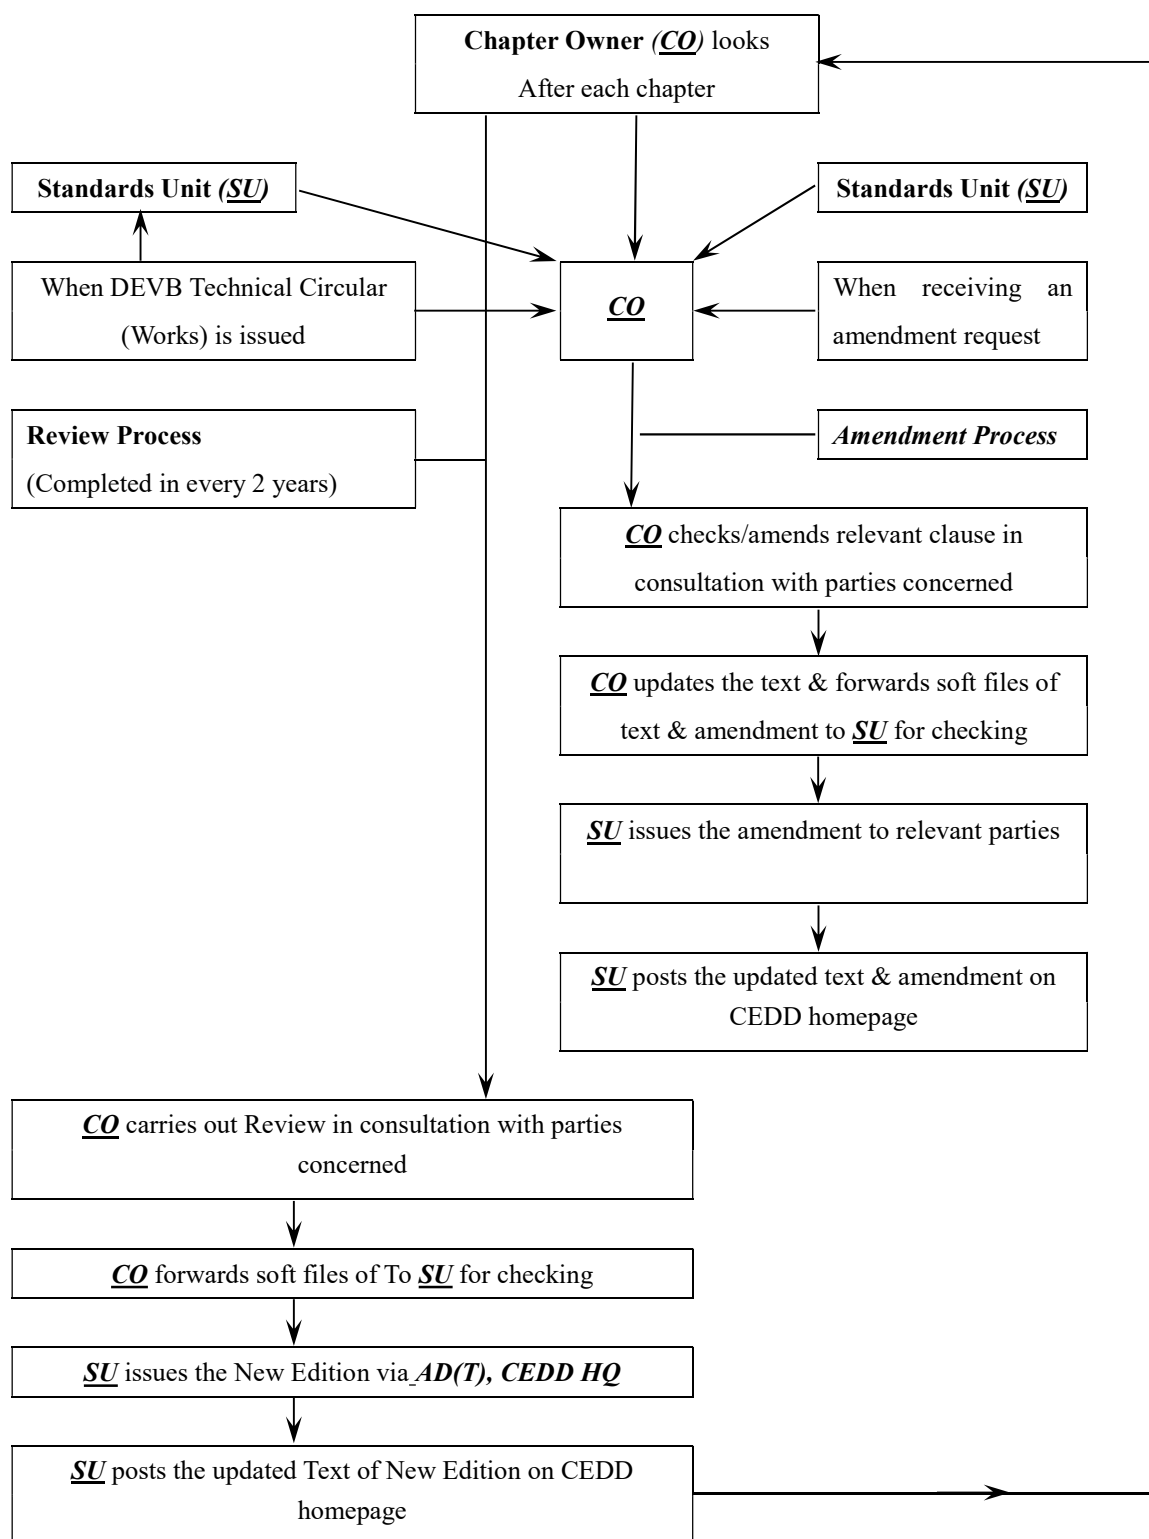 Chapter Owner (CO) looks
After each chapter
Standards Unit (SU)
Standards Unit (SU)
When DEVB Technical Circular
(Works) is issued
CO
When receiving an
amendment request
Review Process
(Completed in every 2 years)
Amendment Process
CO checks/amends relevant clause in
consultation with parties concerned
CO updates the text & forwards soft files of
text & amendment to SU for checking
SU issues the amendment to relevant parties
SU posts the updated text & amendment on
CEDD homepage
CO carries out Review in consultation with parties
concerned
CO forwards soft files of To SU for checking
SU issues the New Edition via AD(T), CEDD HQ
SU posts the updated Text of New Edition on CEDD
homepage